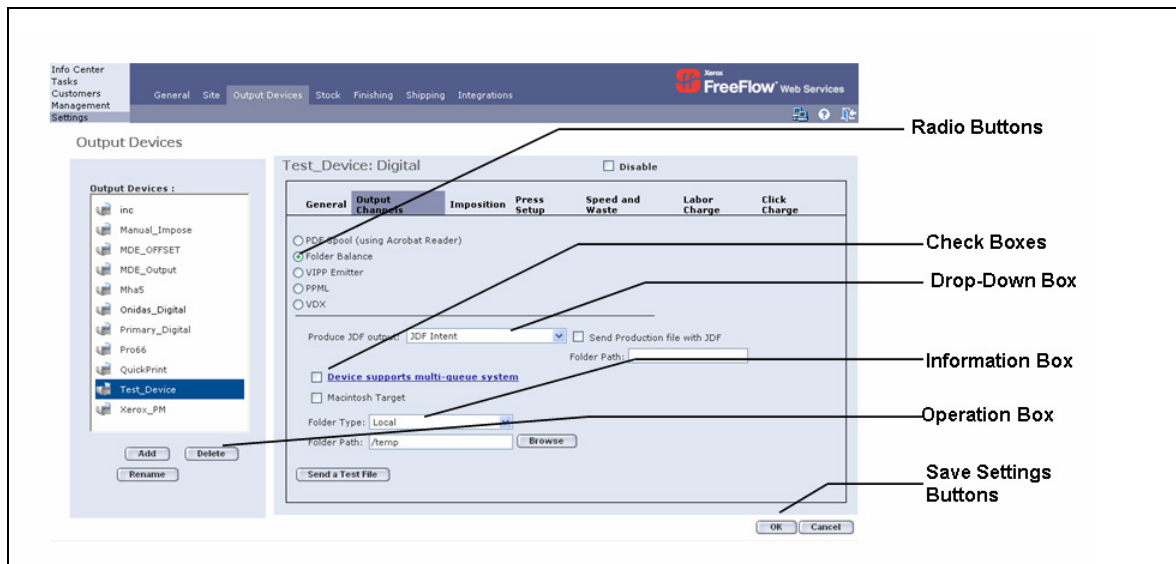 Info Center
Tasks
Customers
Management
Settings
General Site Output Devices Stock Finishing Shipping Integrations
Xerox
FreeFlow Web Services
Output Devices
Output Devices :
inc
Manual_Impose
MDE_OFFSET
MDE_Output
Mha5
Onidas_Digital
Primary_Digital
Pro66
QuickPrint
Test_Device
Xerox_PM
Add Delete
Rename
Test_Device: Digital
Disable
General Output Channels Imposition Press Setup Speed and Waste Labor Charge Click Charge
PDF Spool (using Acrobat Reader)
Folder Balance
VIPP Emitter
PPML
VDX
Produce JDF output: JDF Intent Send Production file with JDF
Folder Path:
Device supports multi-queue system
Macintosh Target
Folder Type: Local
Folder Path: /temp Browse
Send a Test File
OK Cancel
Radio Buttons
Check Boxes
Drop-Down Box
Information Box
Operation Box
Save Settings
Buttons